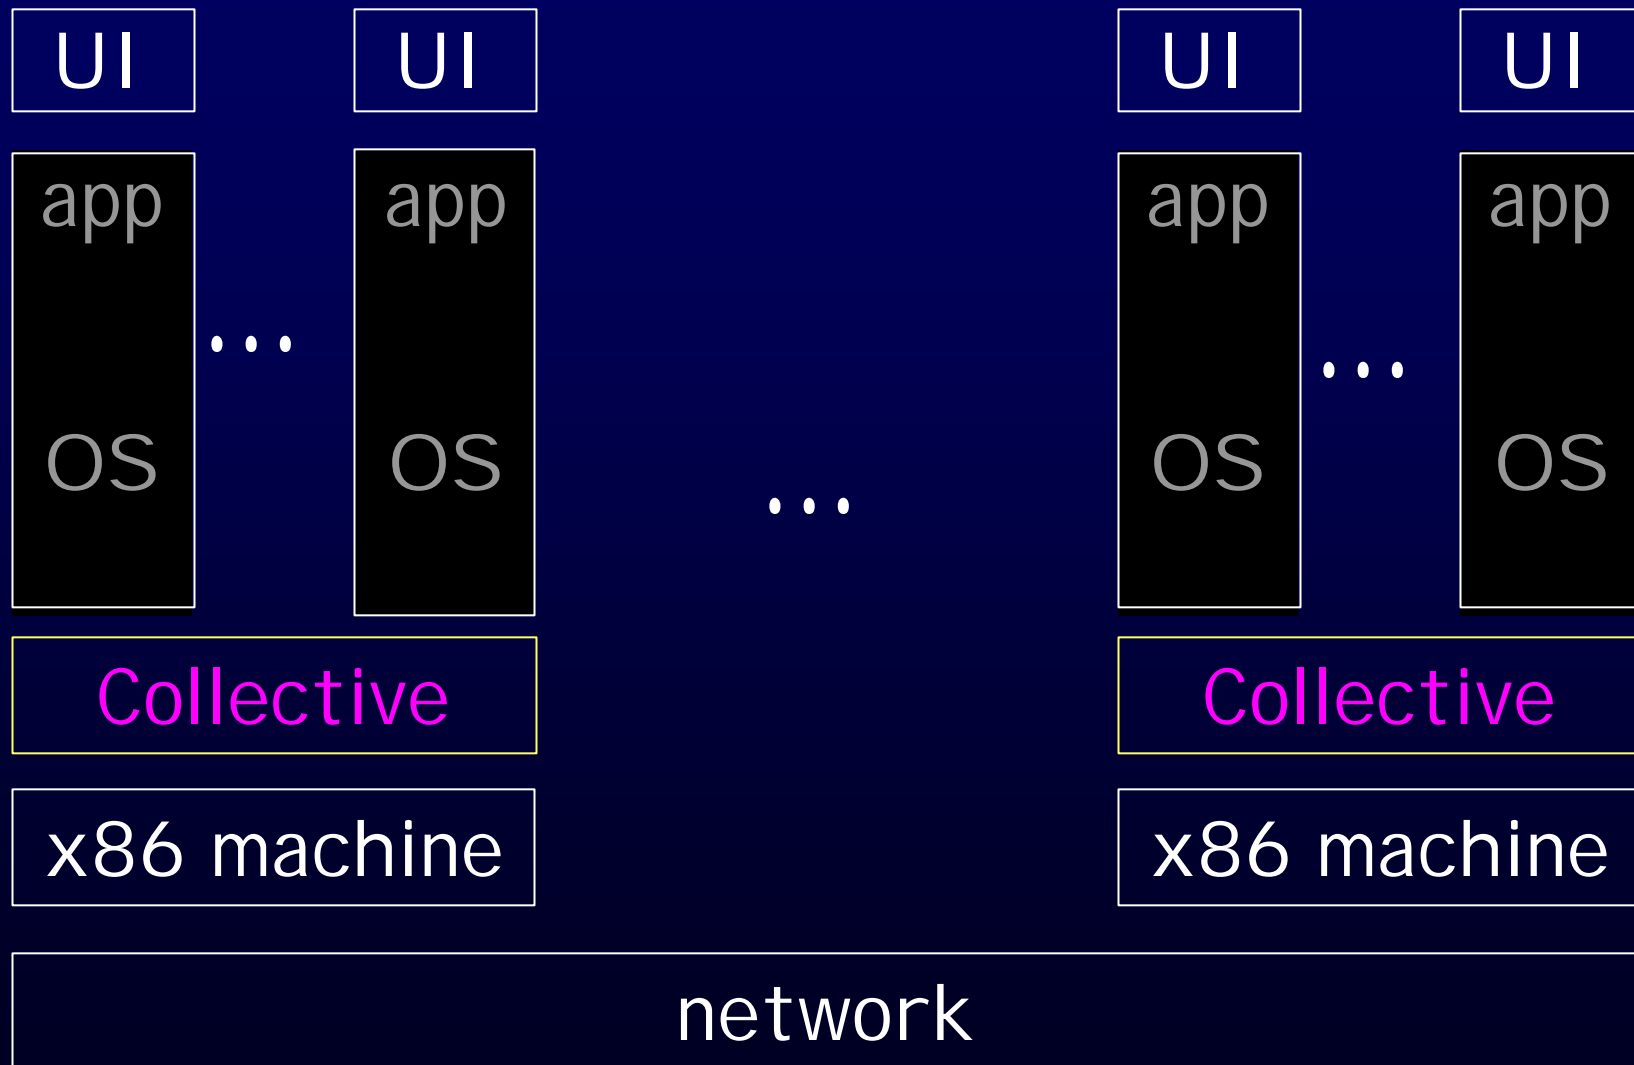 UI UI UI UI
app app app app
... ...
OS OS OS OS
...
Collective Collective
x86 machine x86 machine
network